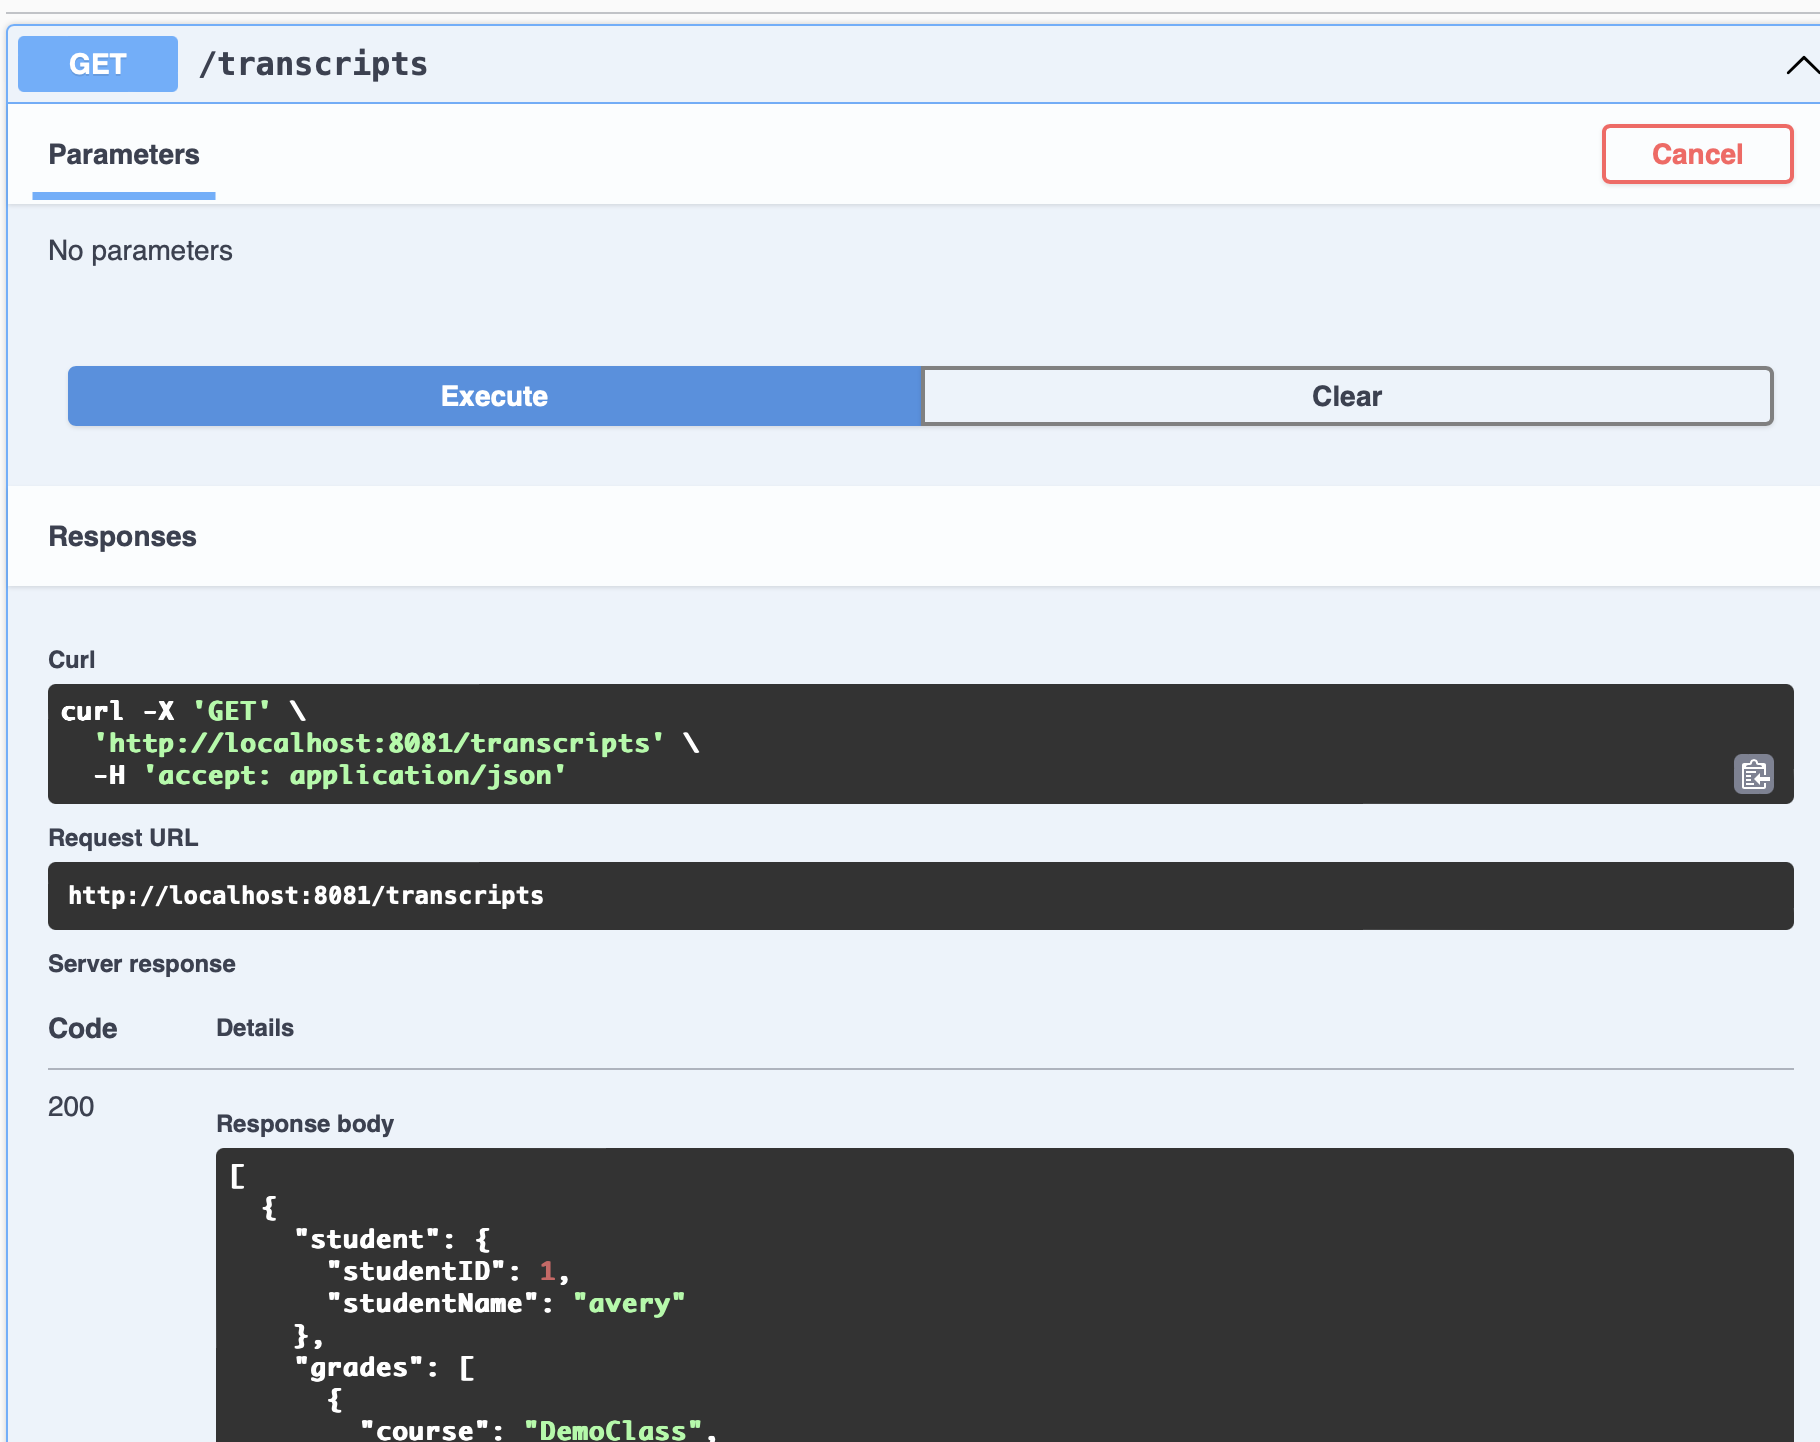 GET /transcripts
Parameters
Cancel
No parameters
Execute
Clear
Responses
Curl
curl -X 'GET' \
  'http://localhost:8081/transcripts' \
  -H 'accept: application/json'
Request URL
http://localhost:8081/transcripts
Server response
Code Details
200
Response body
[
  {
    "student": {
      "studentID": 1,
      "studentName": "avery"
    },
    "grades": [
      {
        "course": "DemoClass",